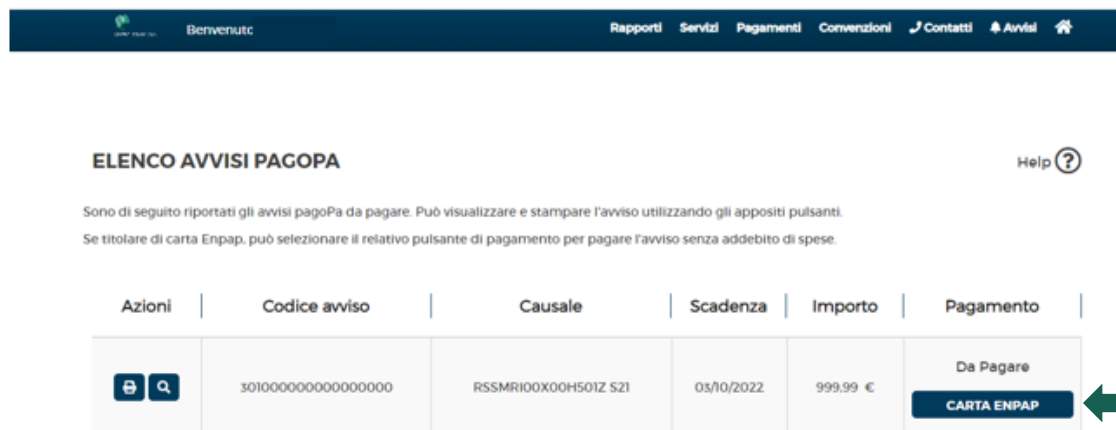 Benvenutc
Rapporti Servizi Pagamenti Convenzioni Contatti Avvisi
ELENCO AVVISI PAGOPA
Help ?
Sono di seguito riportati gli avvisi pagoPa da pagare. Può visualizzare e stampare l'avviso utilizzando gli appositi pulsanti.
Se titolare di carta Enpap, può selezionare il relativo pulsante di pagamento per pagare l'avviso senza addebito di spese.
Azioni Codice avviso Causale Scadenza Importo Pagamento
301000000000000000 RSSMRI00X00H501Z S21 03/10/2022 999,99 € Da Pagare
CARTA ENPAP